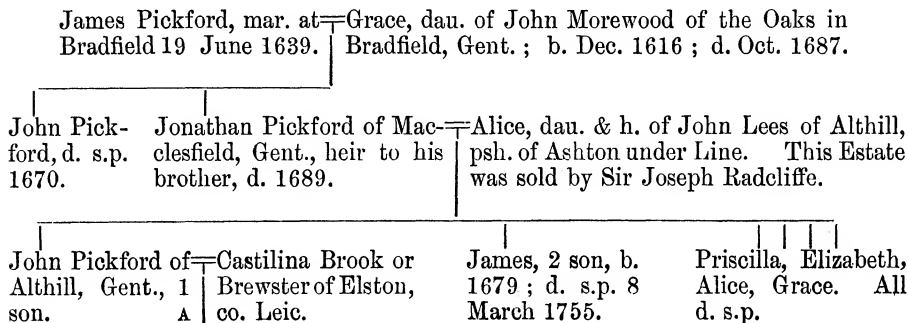 James Pickford, mar. at Bradfield 19 June 1639.
Grace, dau. of John Morewood of the Oaks in
Bradfield, Gent. ; b. Dec. 1616 ; d. Oct. 1687.
John Pick-
ford, d. s.p.
1670.
Jonathan Pickford of Mac-
clesfield, Gent., heir to his
brother, d. 1689.
Alice, dau. & h. of John Lees of Althill,
psh. of Ashton under Line. This Estate
was sold by Sir Joseph Radcliffe.
John Pickford of
Althill, Gent., 1
son. A
Castilina Brook or
Brewster of Elston,
co. Leic.
James, 2 son, b.
1679 ; d. s.p. 8
March 1755.
Priscilla, Elizabeth,
Alice, Grace. All
d. s.p.